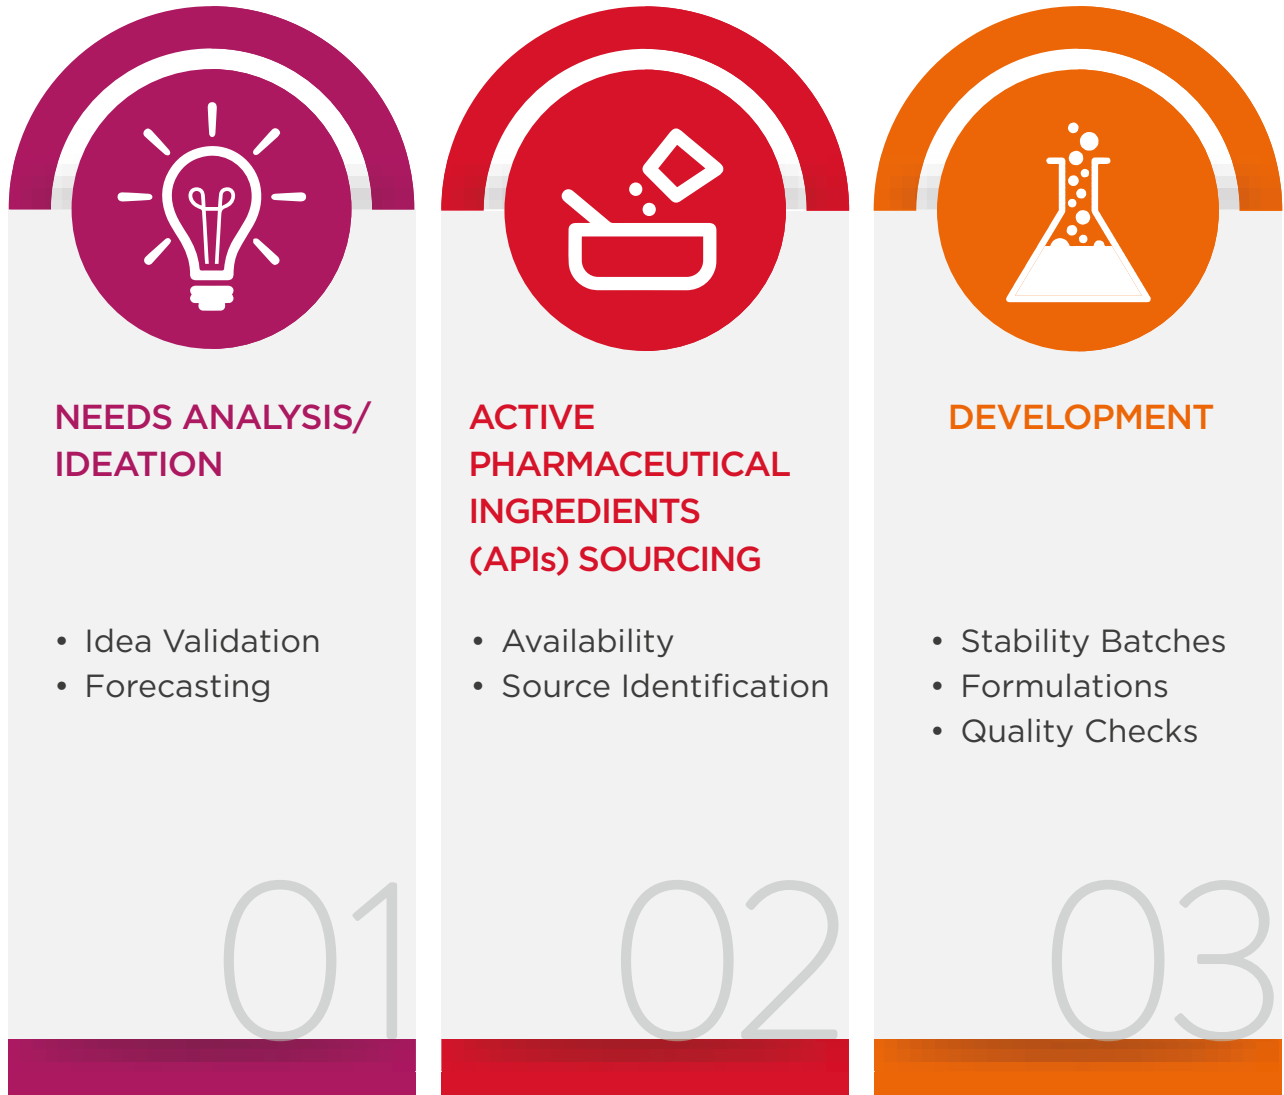 NEEDS ANALYSIS/
IDEATION
• Idea Validation
• Forecasting
01
ACTIVE
PHARMACEUTICAL
INGREDIENTS
(APIs) SOURCING
• Availability
• Source Identification
02
DEVELOPMENT
• Stability Batches
• Formulations
• Quality Checks
03